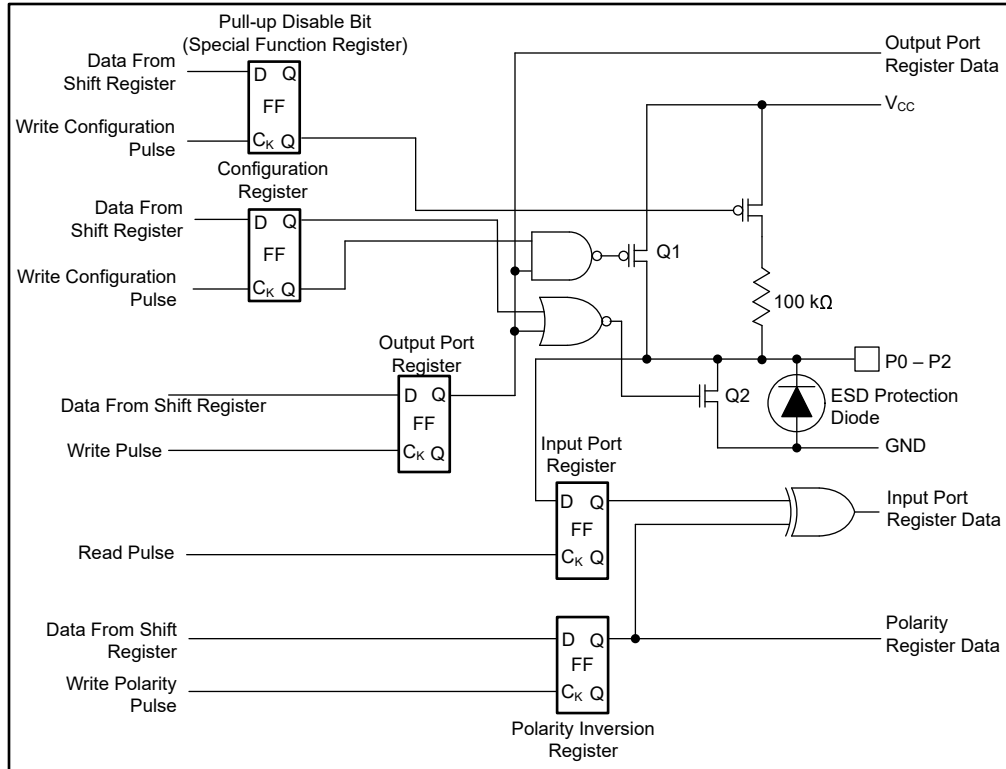 Pull-up Disable Bit
(Special Function Register)
Data From
Shift Register
D Q
FF
Write Configuration
Pulse
CK Q
Configuration
Register
Data From
Shift Register
D Q
FF
Write Configuration
Pulse
CK Q
Output Port
Register Data
VCC
Q1
100 kΩ
P0 – P2
Q2
ESD Protection
Diode
GND
Output Port
Register
Data From Shift Register
D Q
FF
Write Pulse
CK Q
Input Port
Register
D Q
FF
Read Pulse
CK Q
Input Port
Register Data
Data From Shift
Register
D Q
FF
Write Polarity
Pulse
CK Q
Polarity
Register Data
Polarity Inversion
Register